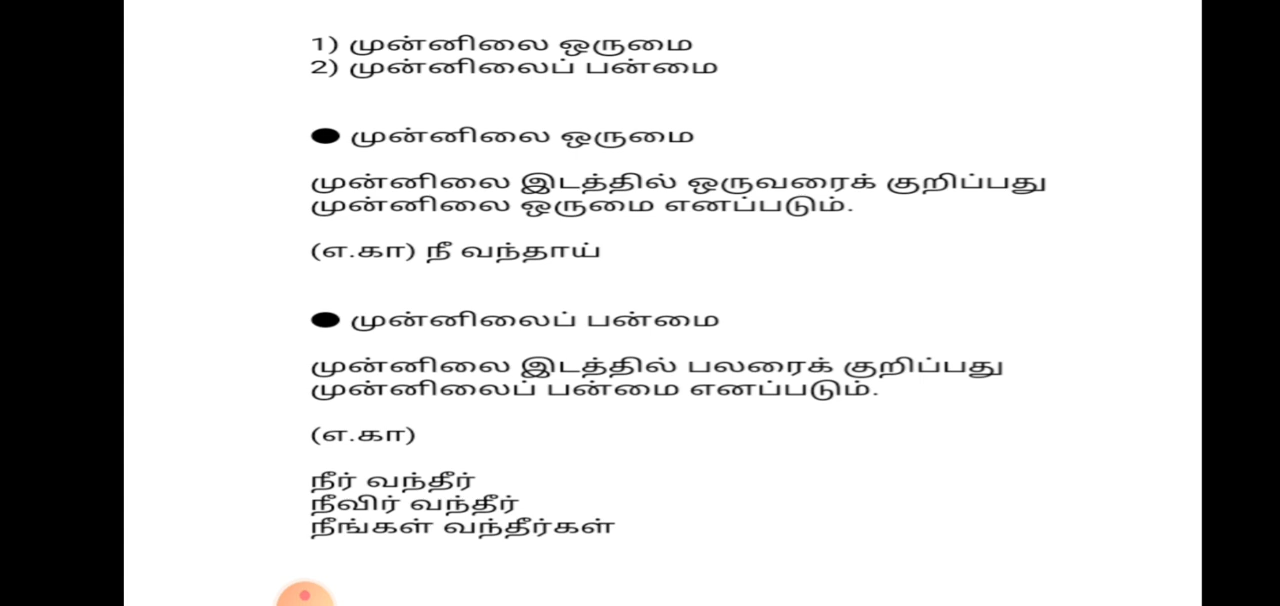 1) முன்னிலை ஒருமை
2) முன்னிலைப் பன்மை
● முன்னிலை ஒருமை
முன்னிலை இடத்தில் ஒருவரைக் குறிப்பது
முன்னிலை ஒருமை எனப்படும்.
(எ.கா) நீ வந்தாய்
● முன்னிலைப் பன்மை
முன்னிலை இடத்தில் பலரைக் குறிப்பது
முன்னிலைப் பன்மை எனப்படும்.
(எ.கா)
நீர் வந்தீர்
நீவிர் வந்தீர்
நீங்கள் வந்தீர்கள்